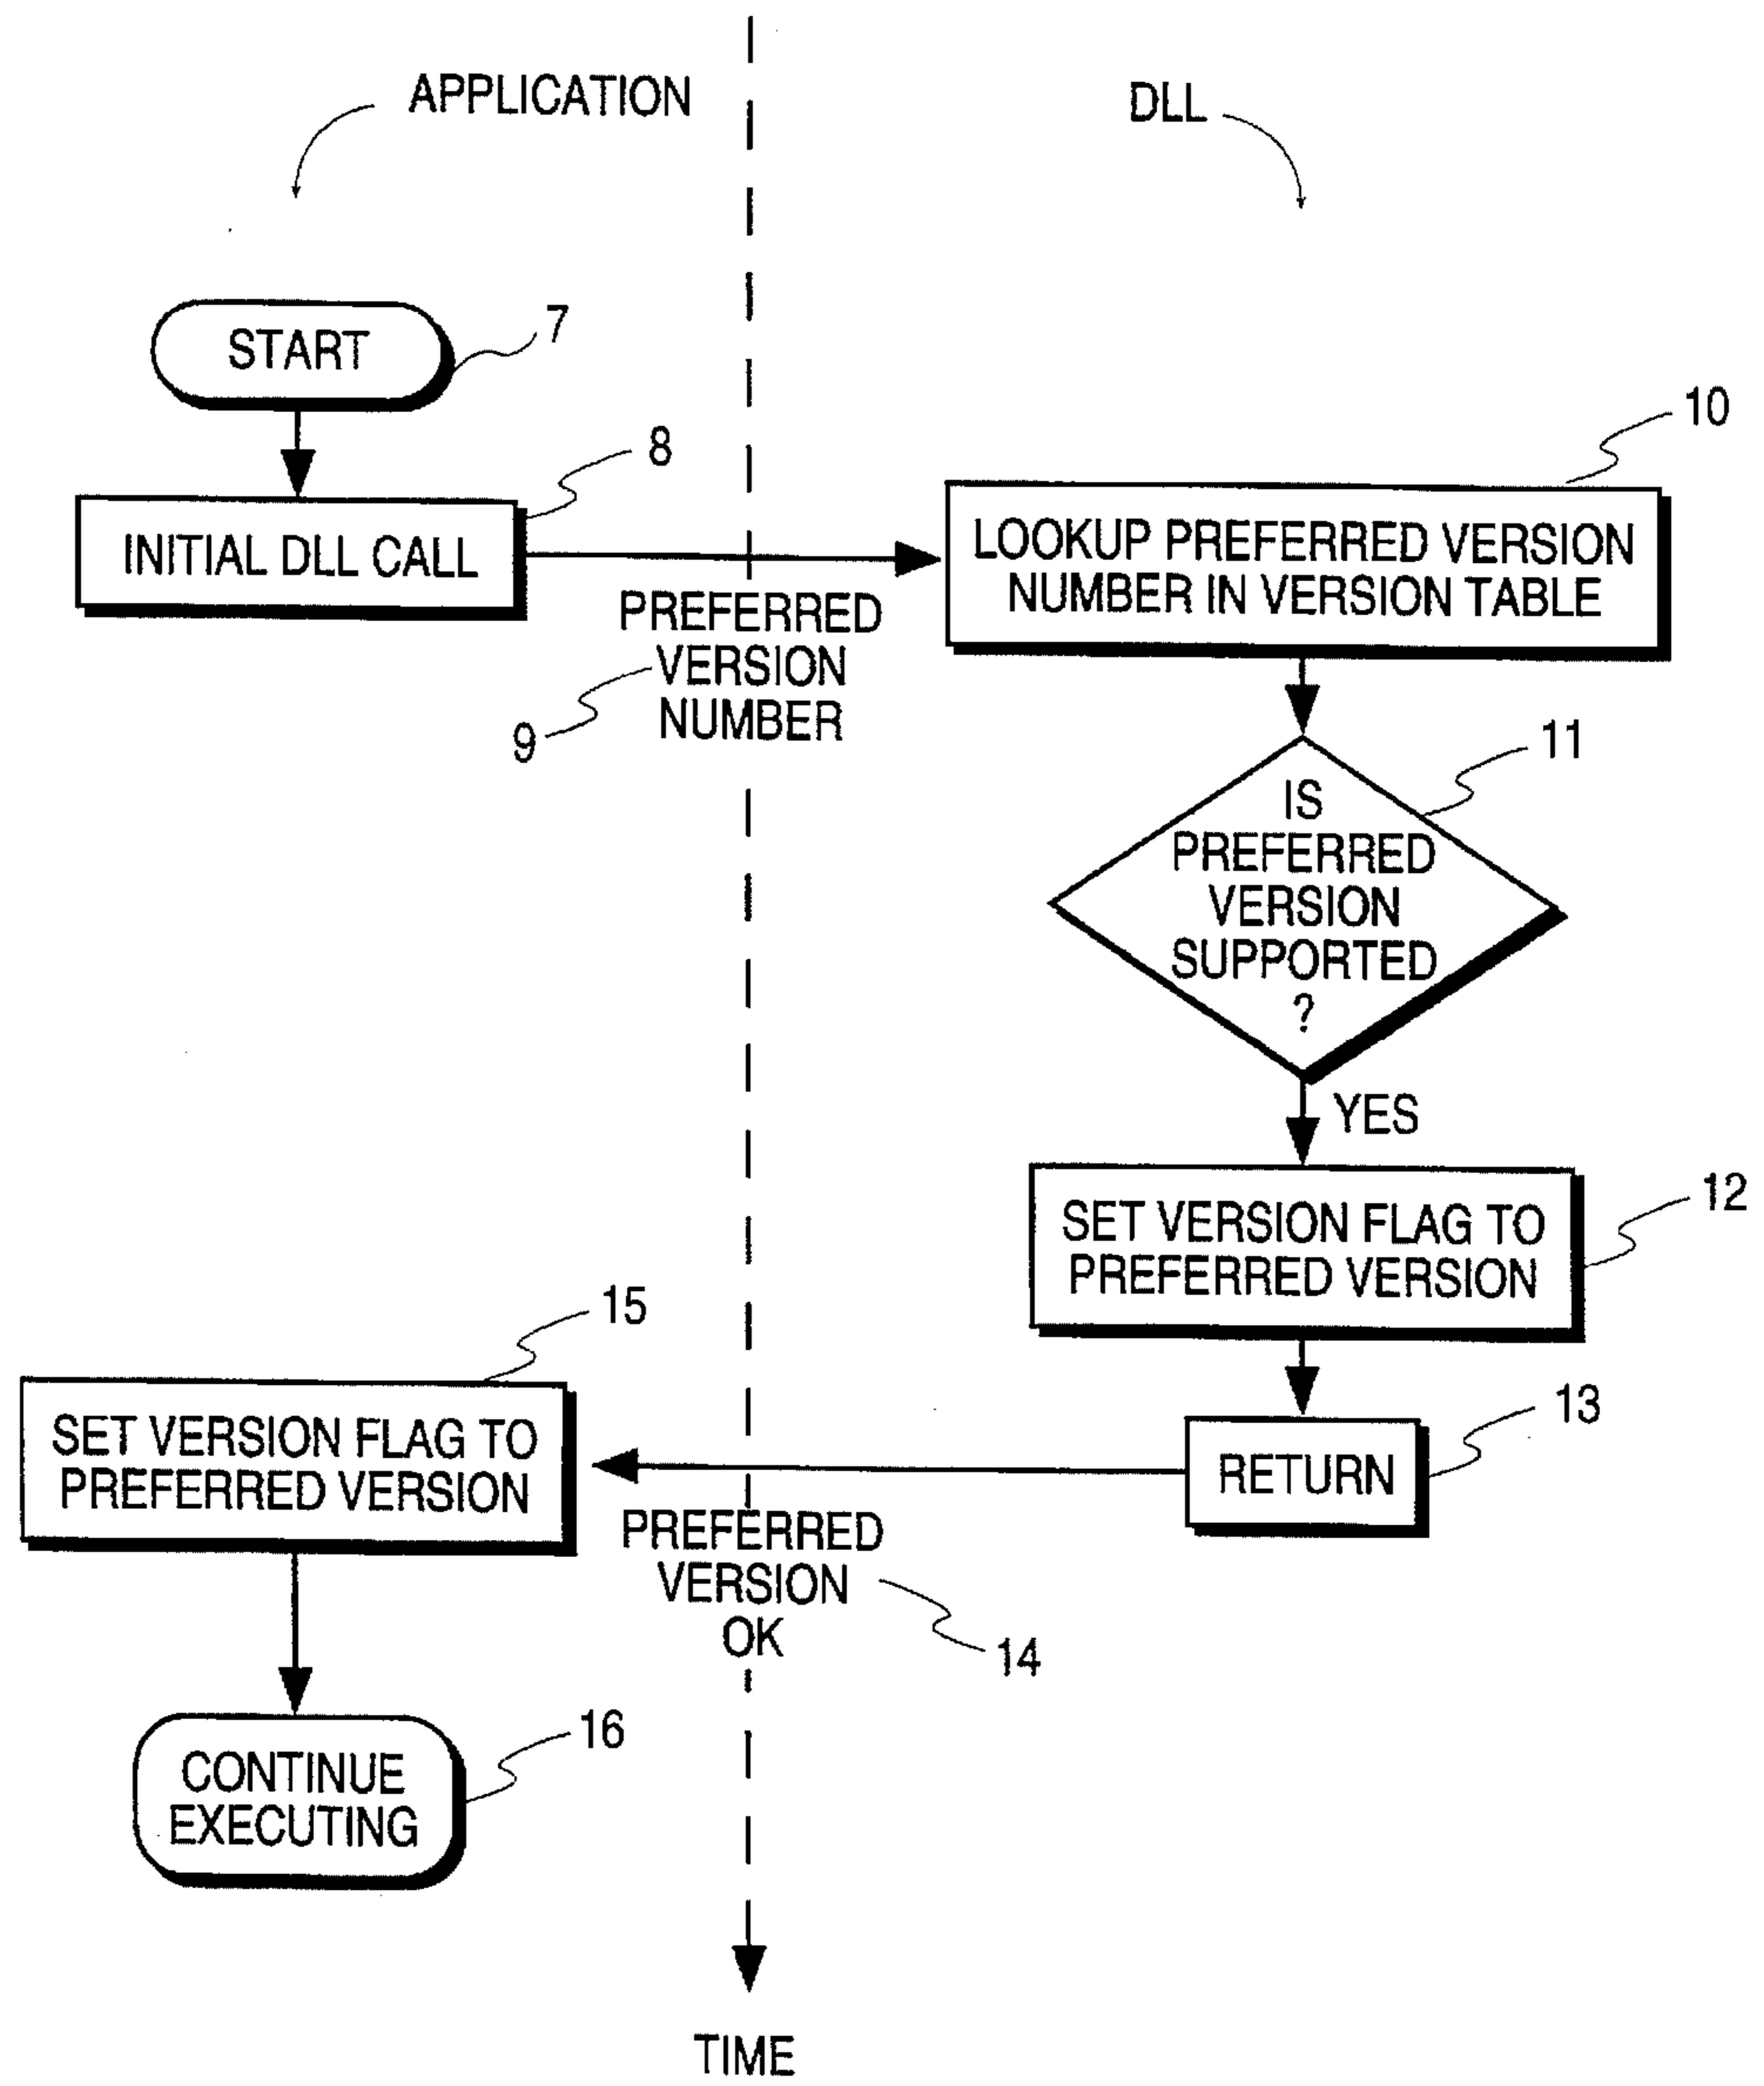 APPLICATION
DLL
START
7
INITIAL DLL CALL
8
PREFERRED
VERSION
NUMBER
9
LOOKUP PREFERRED VERSION
NUMBER IN VERSION TABLE
10
IS
PREFERRED
VERSION
SUPPORTED
?
11
YES
SET VERSION FLAG TO
PREFERRED VERSION
12
RETURN
13
PREFERRED
VERSION
OK
14
SET VERSION FLAG TO
PREFERRED VERSION
15
CONTINUE
EXECUTING
16
TIME